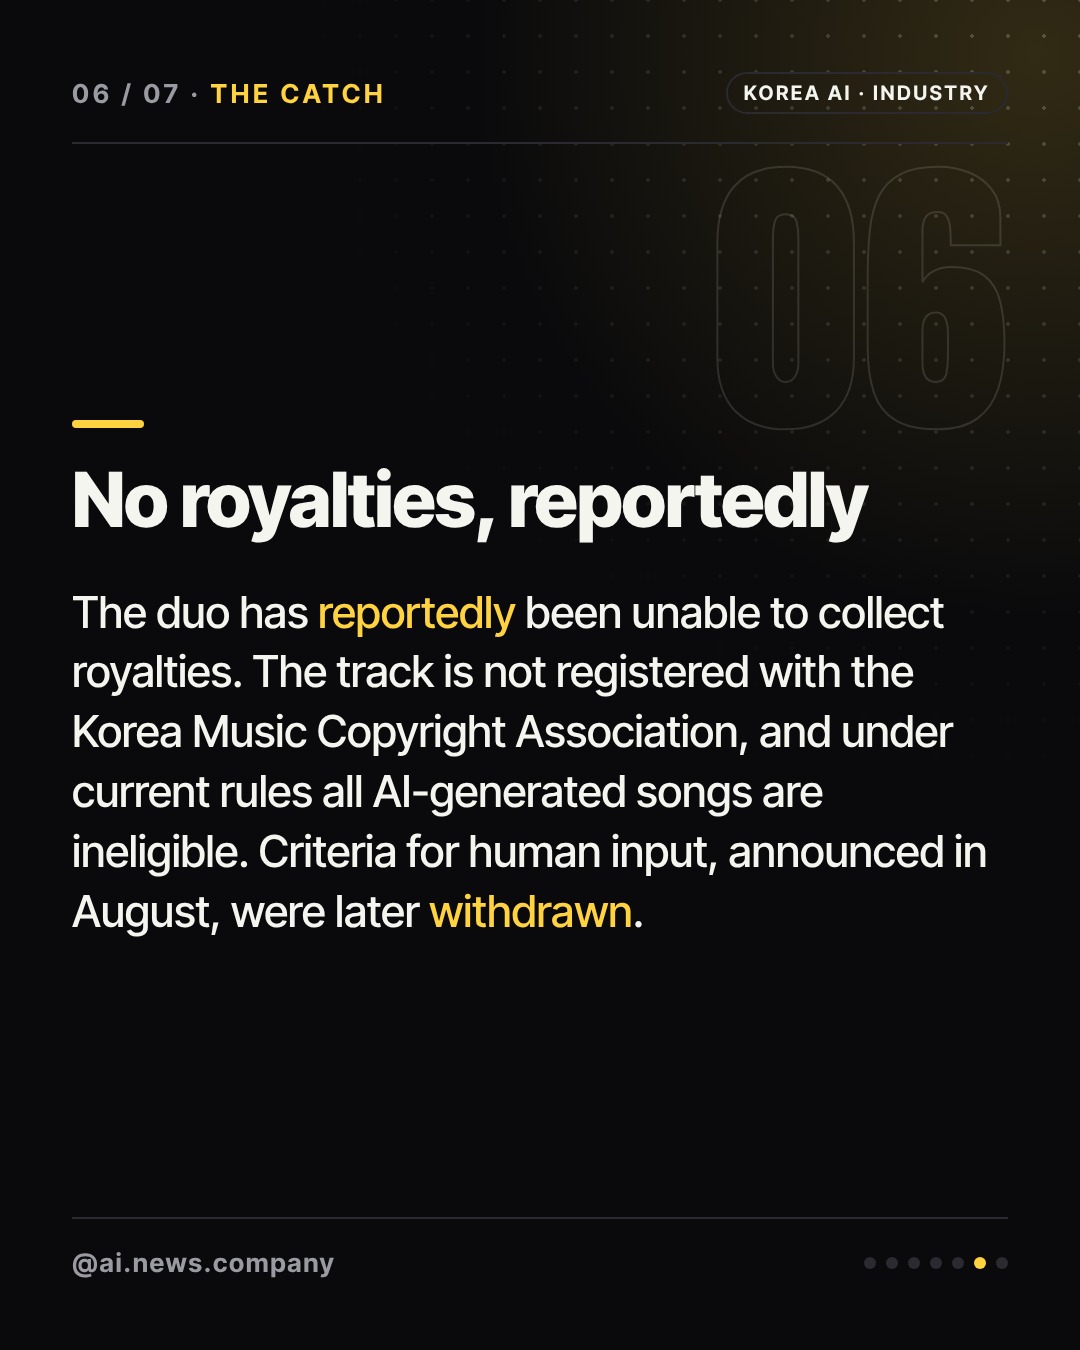 06 / 07 · THE CATCH
KOREA AI · INDUSTRY
06
No royalties, reportedly
The duo has reportedly been unable to collect
royalties. The track is not registered with the
Korea Music Copyright Association, and under
current rules all AI-generated songs are
ineligible. Criteria for human input, announced in
August, were later withdrawn.
@ai.news.company